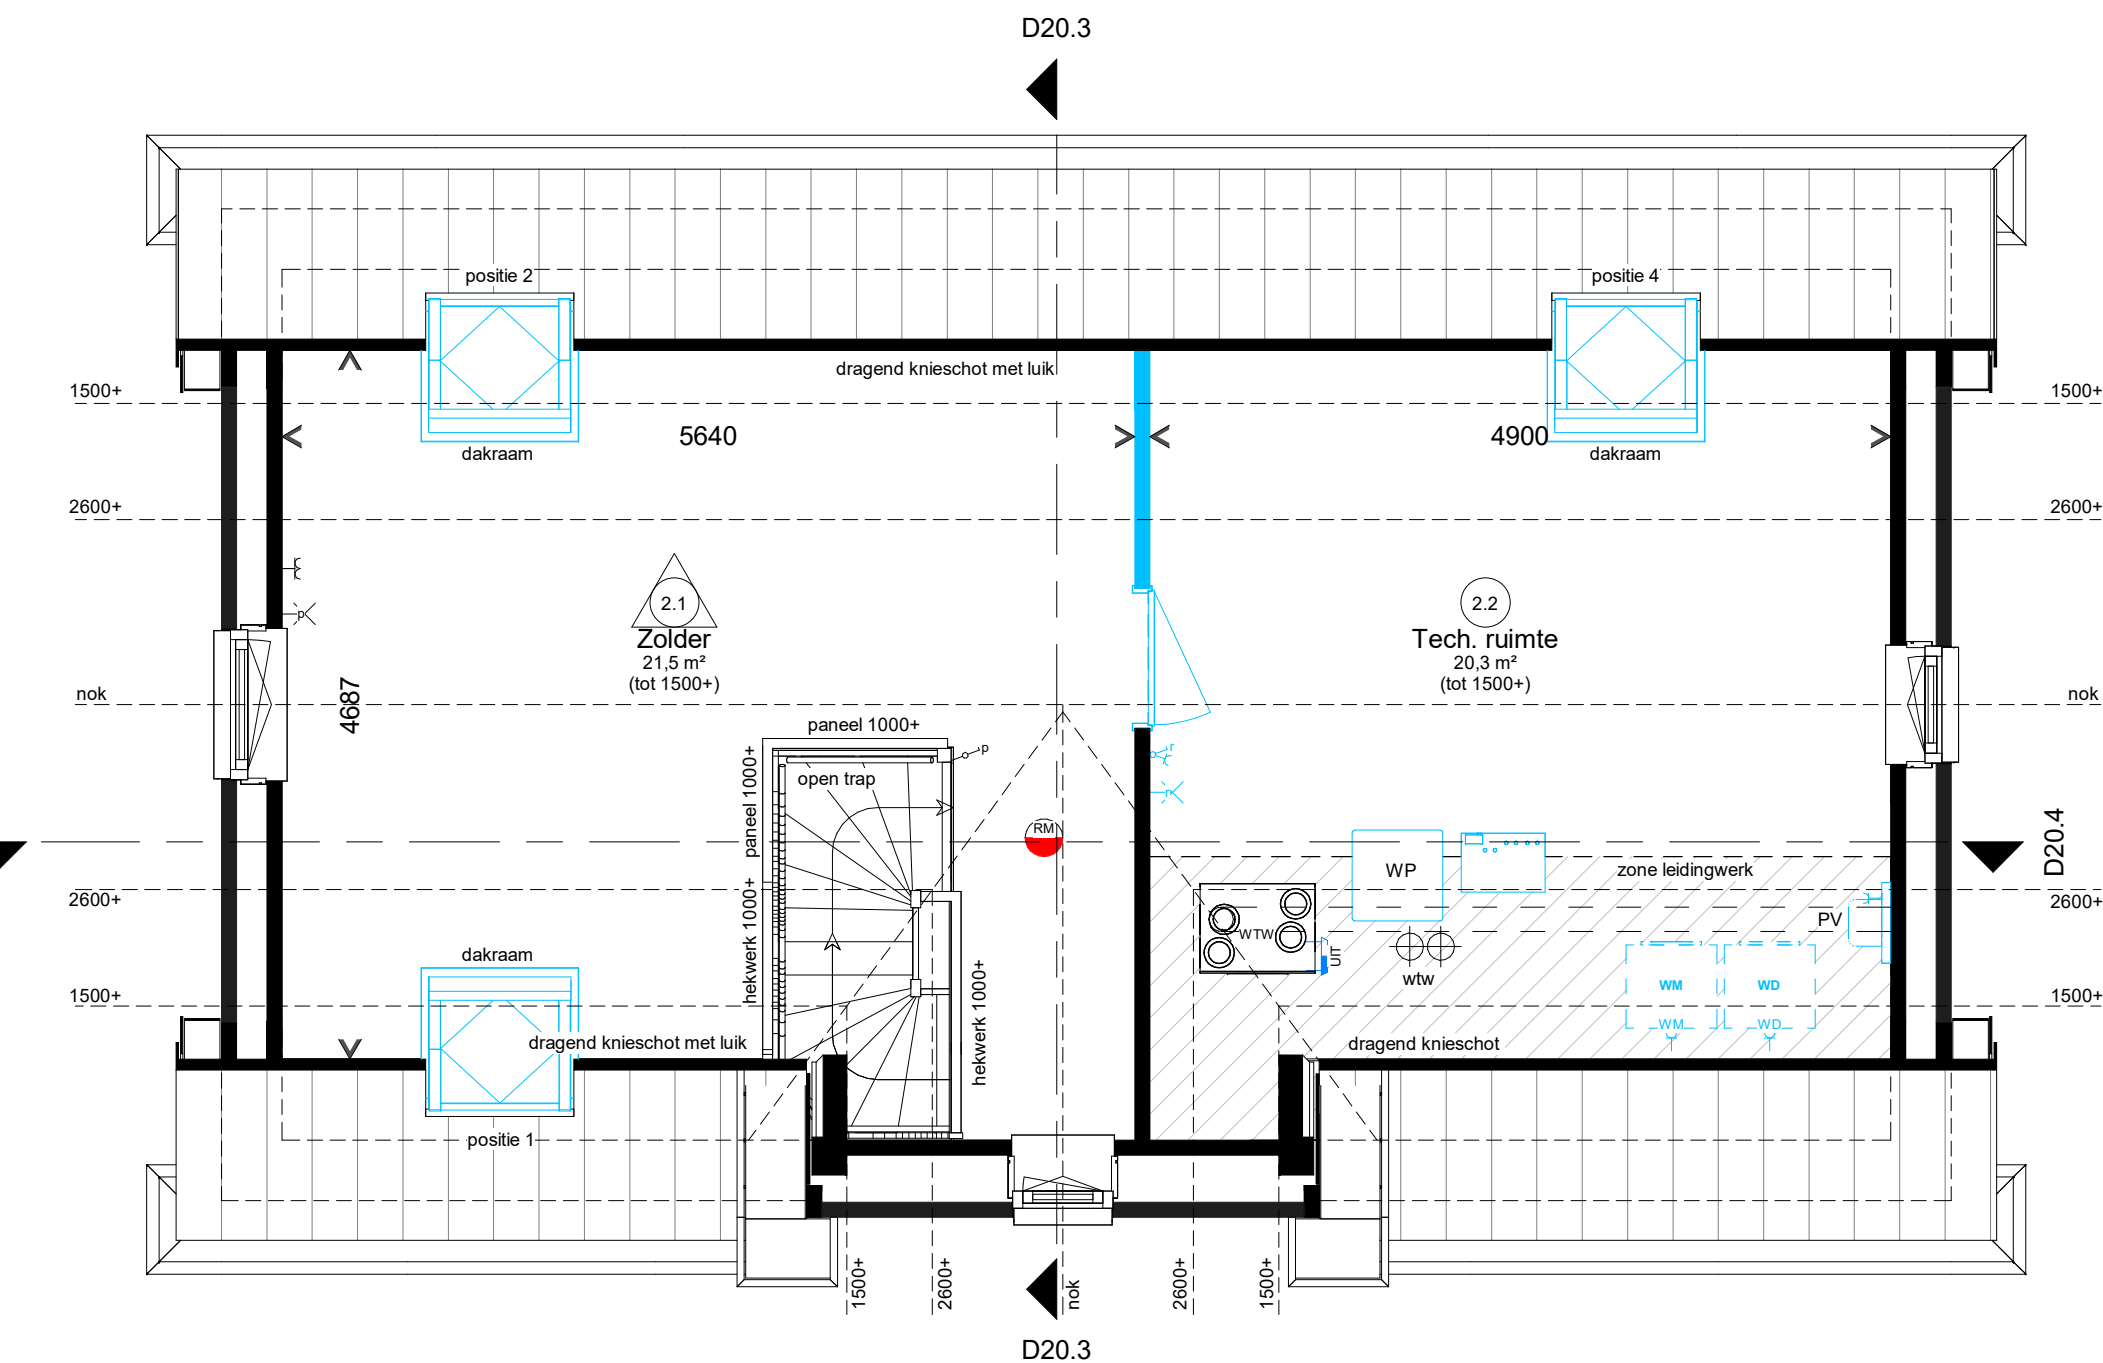 D20.3
positie 2
positie 4
dragend knieschot met luik
1500+
1500+
5640
4900
dakraam
dakraam
2600+
2600+
2.1
Zolder
21,5 m²
(tot 1500+)
2.2
Tech. ruimte
20,3 m²
(tot 1500+)
nok
nok
4687
paneel 1000+
p
p
r
r
open trap
paneel 1000+
RM
D20.4
WP
zone leidingwerk
2600+
2600+
hekwerk 1000+
PV
WTW
UIT
wtw
dakraam
hekwerk 1000+
WM
WD
1500+
1500+
WM
WD
dragend knieschot met luik
dragend knieschot
positie 1
1500+
2600+
nok
2600+
1500+
D20.3